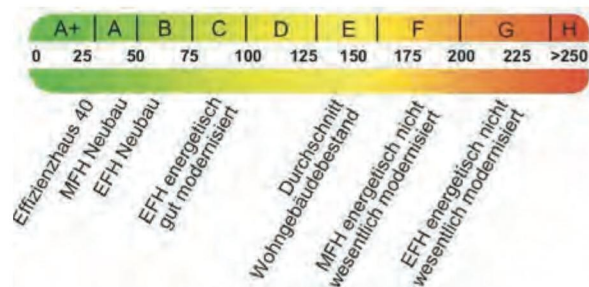 A+ A B C D E F G H
0 25 50 75 100 125 150 175 200 225 >250
Effizienzhaus 40
MFH Neubau
EFH Neubau
EFH energetisch
gut modernisiert
Durchschnitt
Wohngebäudebestand
MFH energetisch nicht
wesentlich modernisiert
EFH energetisch nicht
wesentlich modernisiert